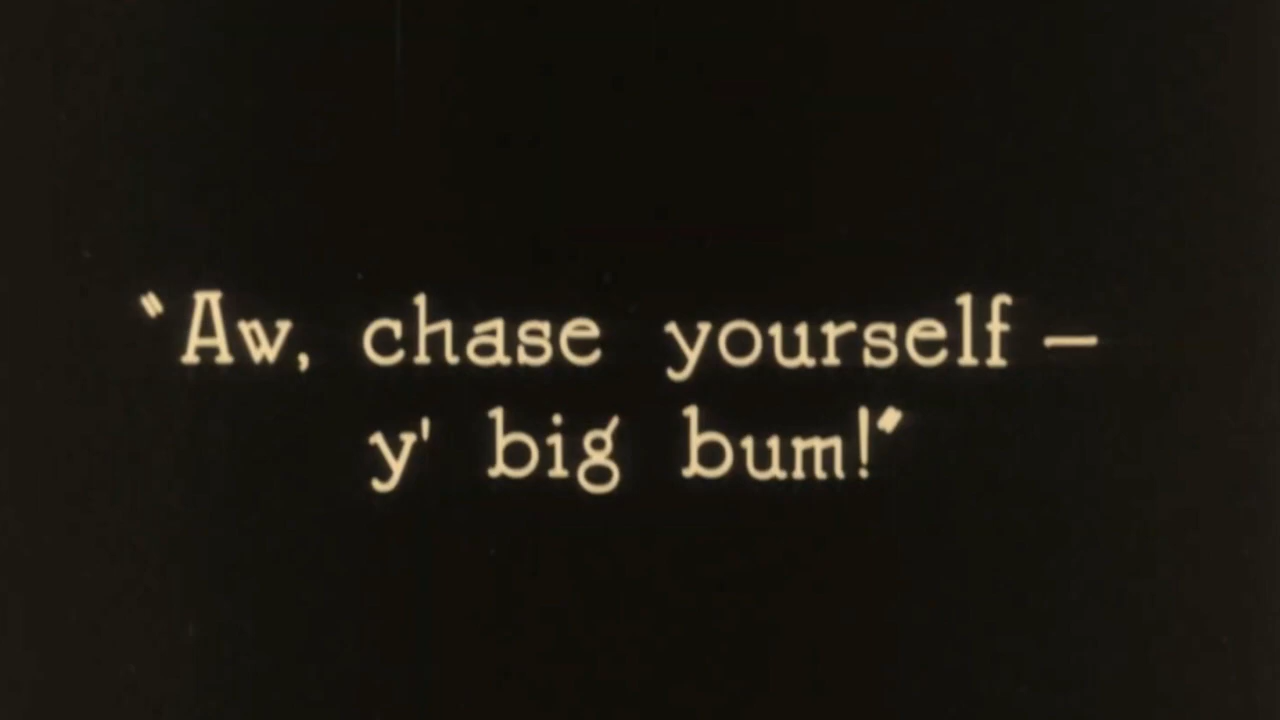 "Aw, chase yourself —
y' big bum!"